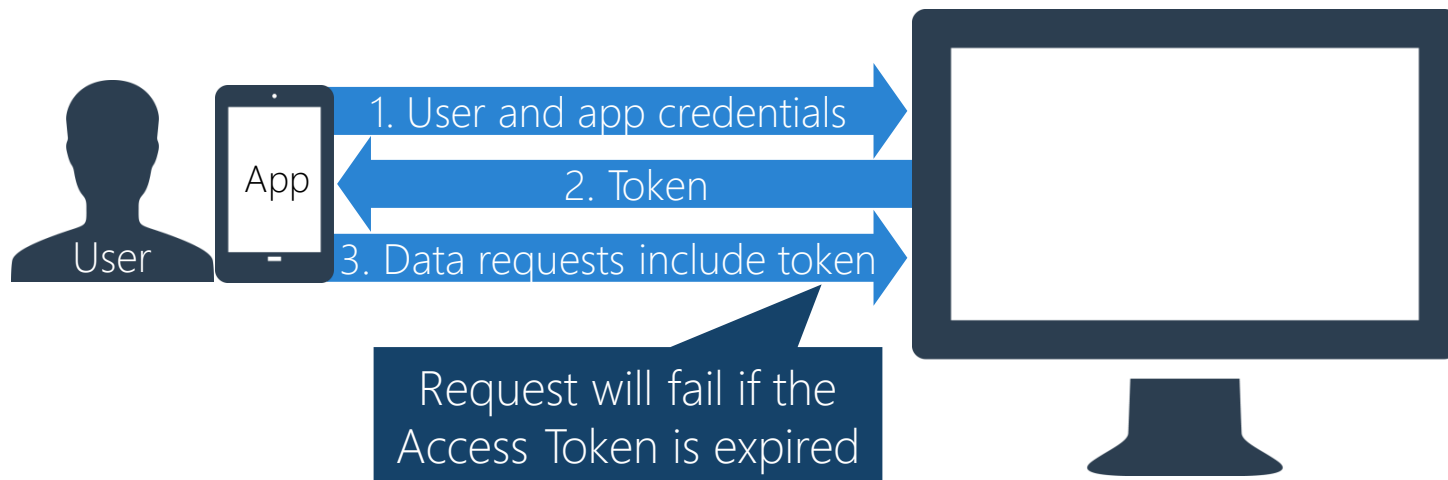 1. User and app credentials
App
2. Token
User
3. Data requests include token
Request will fail if the
Access Token is expired